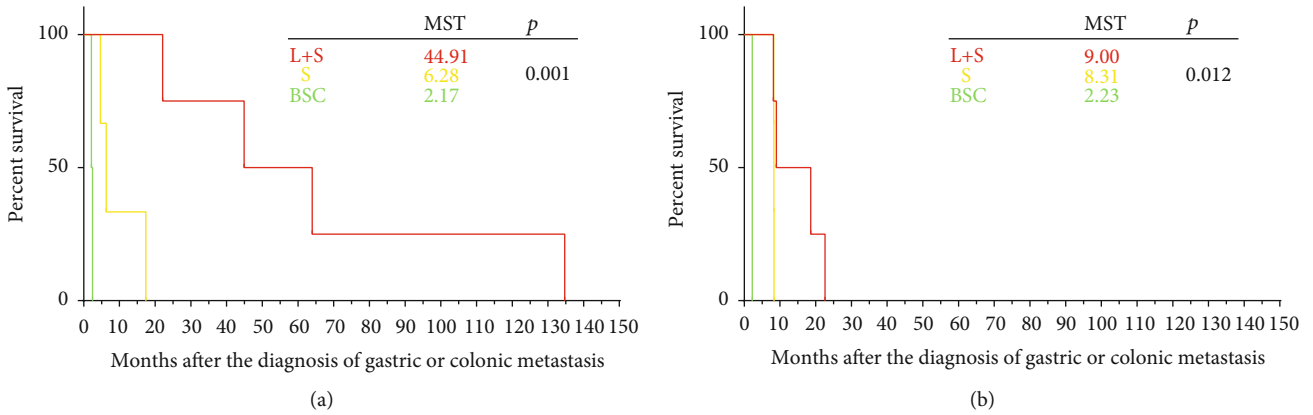 MST p
L+S 44.91
S 6.28 0.001
BSC 2.17
Percent survival
100
50
0
0 10 20 30 40 50 60 70 80 90 100 110 120 130 140 150
Months after the diagnosis of gastric or colonic metastasis
(a)
MST p
L+S 9.00
S 8.31 0.012
BSC 2.23
Percent survival
100
50
0
0 10 20 30 40 50 60 70 80 90 100 110 120 130 140 150
Months after the diagnosis of gastric or colonic metastasis
(b)